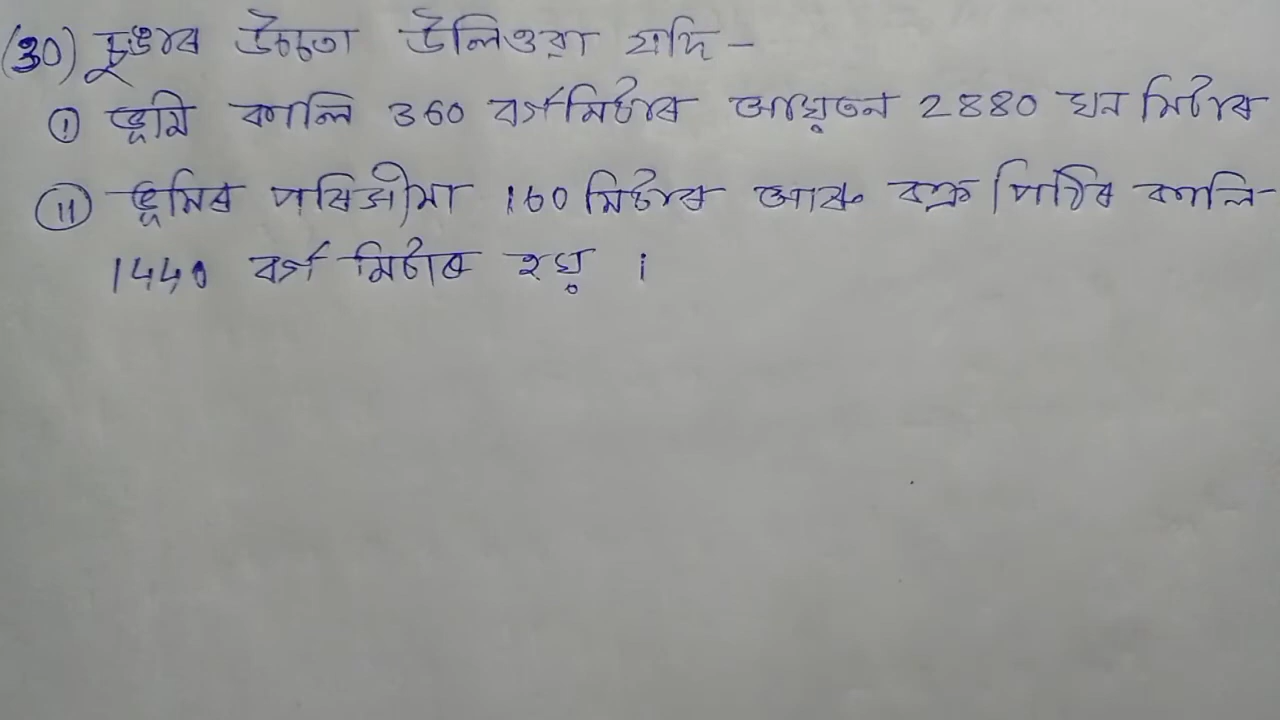 (30) চুঙাৰ উচ্চতা উলিওৱা যদি -
(i) ভূমি কালি 360 বৰ্গমিটাৰ আয়তন 2880 ঘন মিটাৰ
(ii) ভূমিৰ পৰিসীমা 160 মিটাৰ আৰু বক্ৰ পিঠিৰ কালি
1440 বৰ্গ মিটাৰ হয় ।